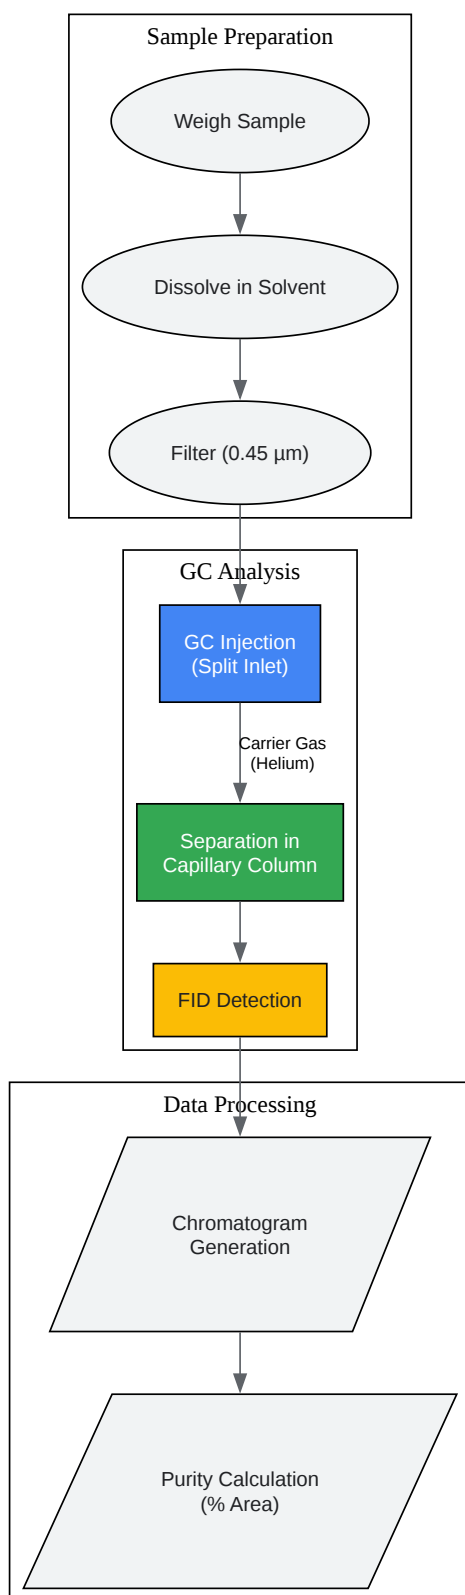 Sample Preparation
Weigh Sample
Dissolve in Solvent
Filter (0.45 µm)
GC Analysis
GC Injection
(Split Inlet)
Carrier Gas
(Helium)
Separation in
Capillary Column
FID Detection
Data Processing
Chromatogram
Generation
Purity Calculation
(% Area)